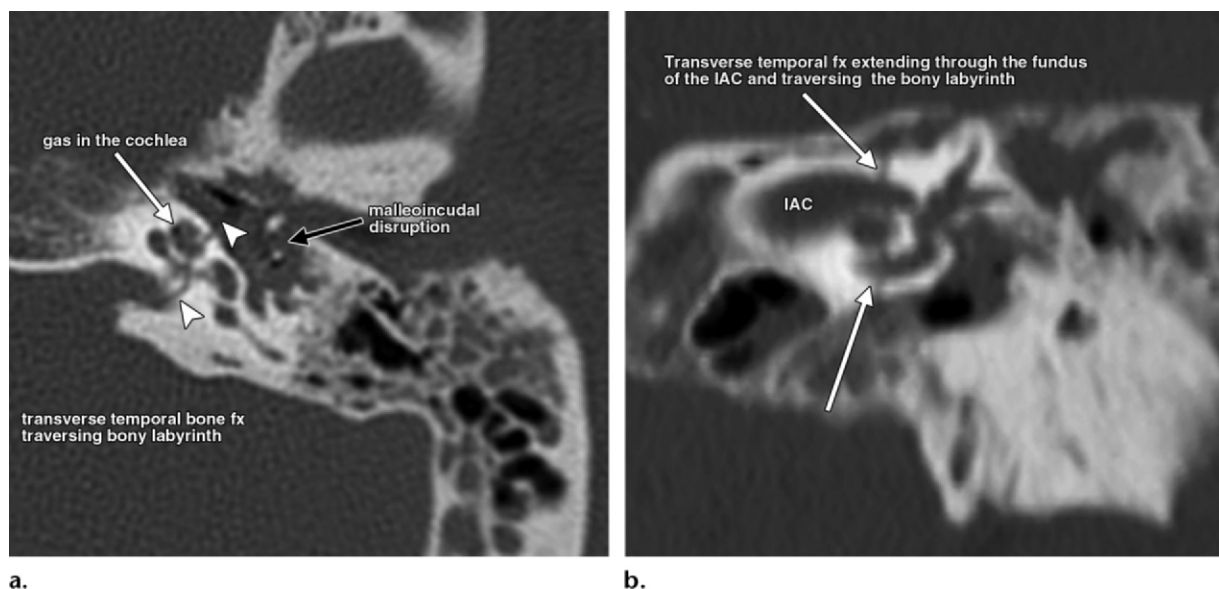 gas in the cochlea
malleoincudal
disruption
transverse temporal bone fx
traversing bony labyrinth
a.
Transverse temporal fx extending through the fundus
of the IAC and traversing the bony labyrinth
IAC
b.